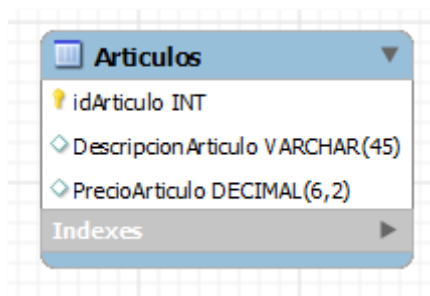 Articulos
idArticulo INT
DescripcionArticulo VARCHAR(45)
PrecioArticulo DECIMAL(6,2)
Indexes